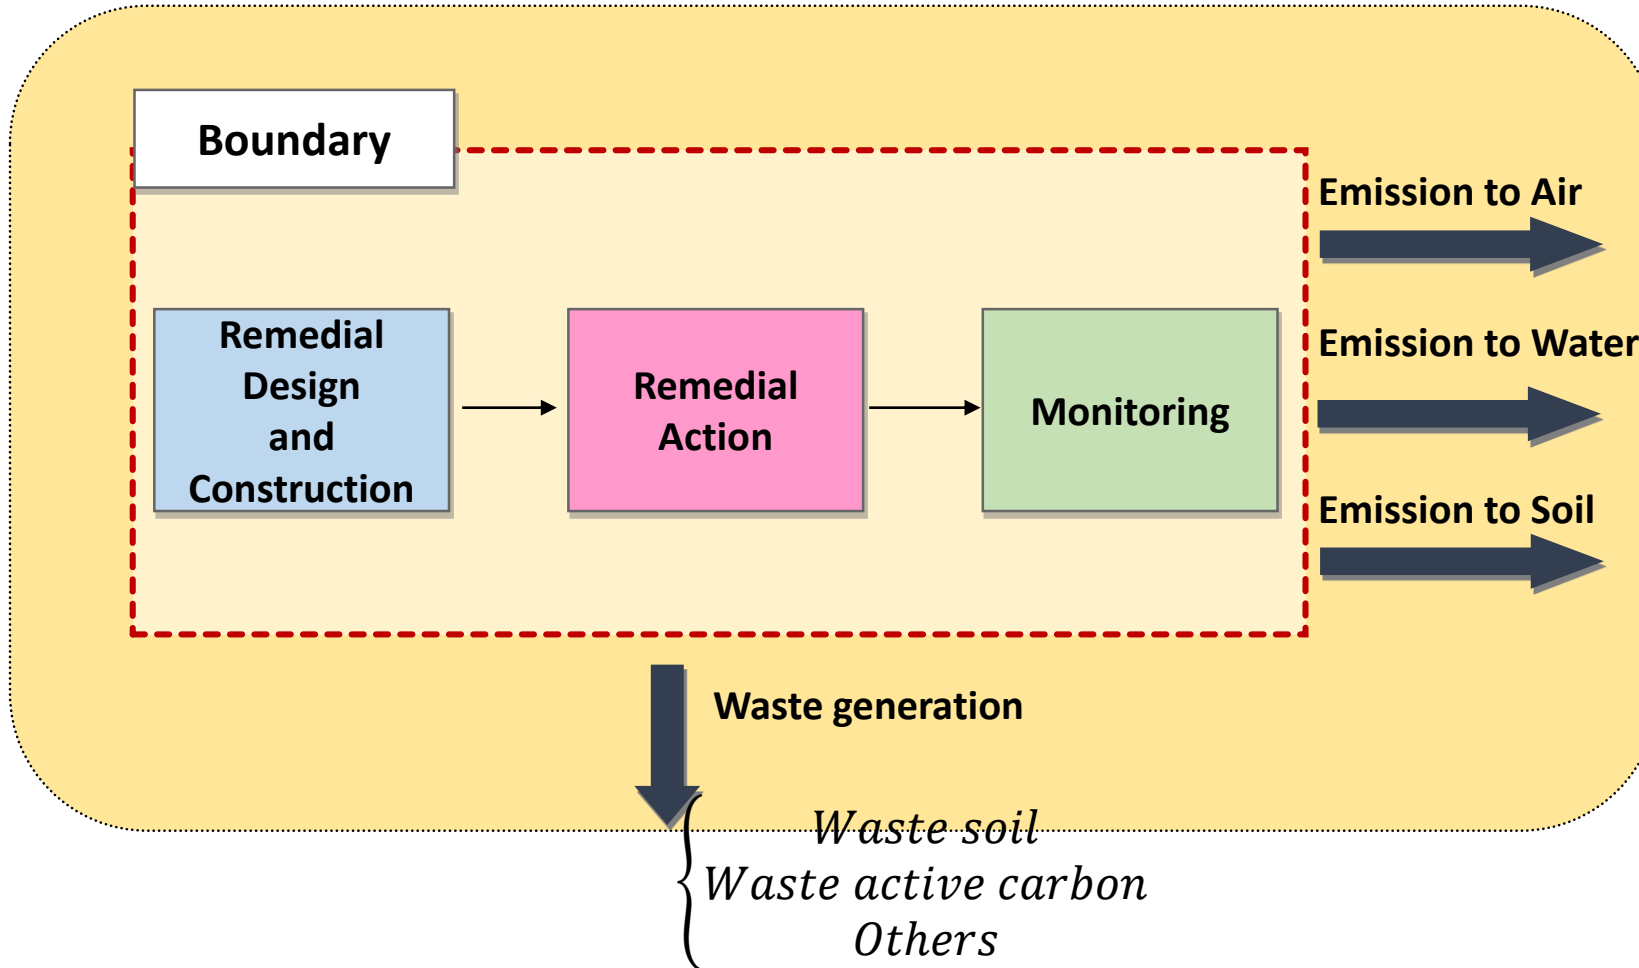 Boundary
Emission to Air
Remedial
Design
and
Construction
Remedial
Action
Monitoring
Emission to Water
Emission to Soil
Waste generation
Waste soil
Waste active carbon
Others